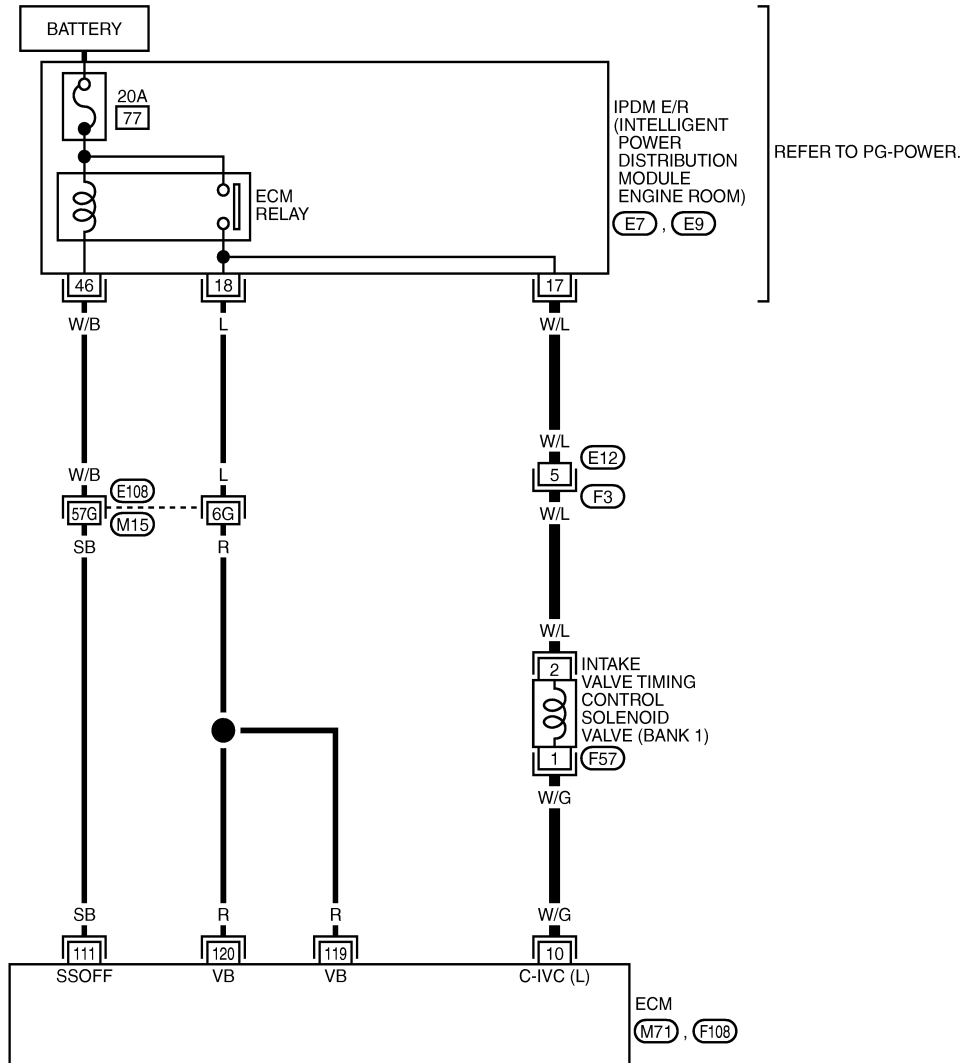 BATTERY
20A
77
IPDM E/R
(INTELLIGENT
POWER
DISTRIBUTION
MODULE
ENGINE ROOM)
E7 , E9
REFER TO PG-POWER.
ECM
RELAY
46 18 17
W/B L W/L
W/L
E12
5
F3
W/L
W/B L
E108
57G 6G
M15
SB R
W/L
2
INTAKE
VALVE TIMING
CONTROL
SOLENOID
VALVE (BANK 1)
1
F57
W/G
SB R R W/G
111 120 119 10
SSOFF VB VB C-IVC (L)
ECM
M71 , F108